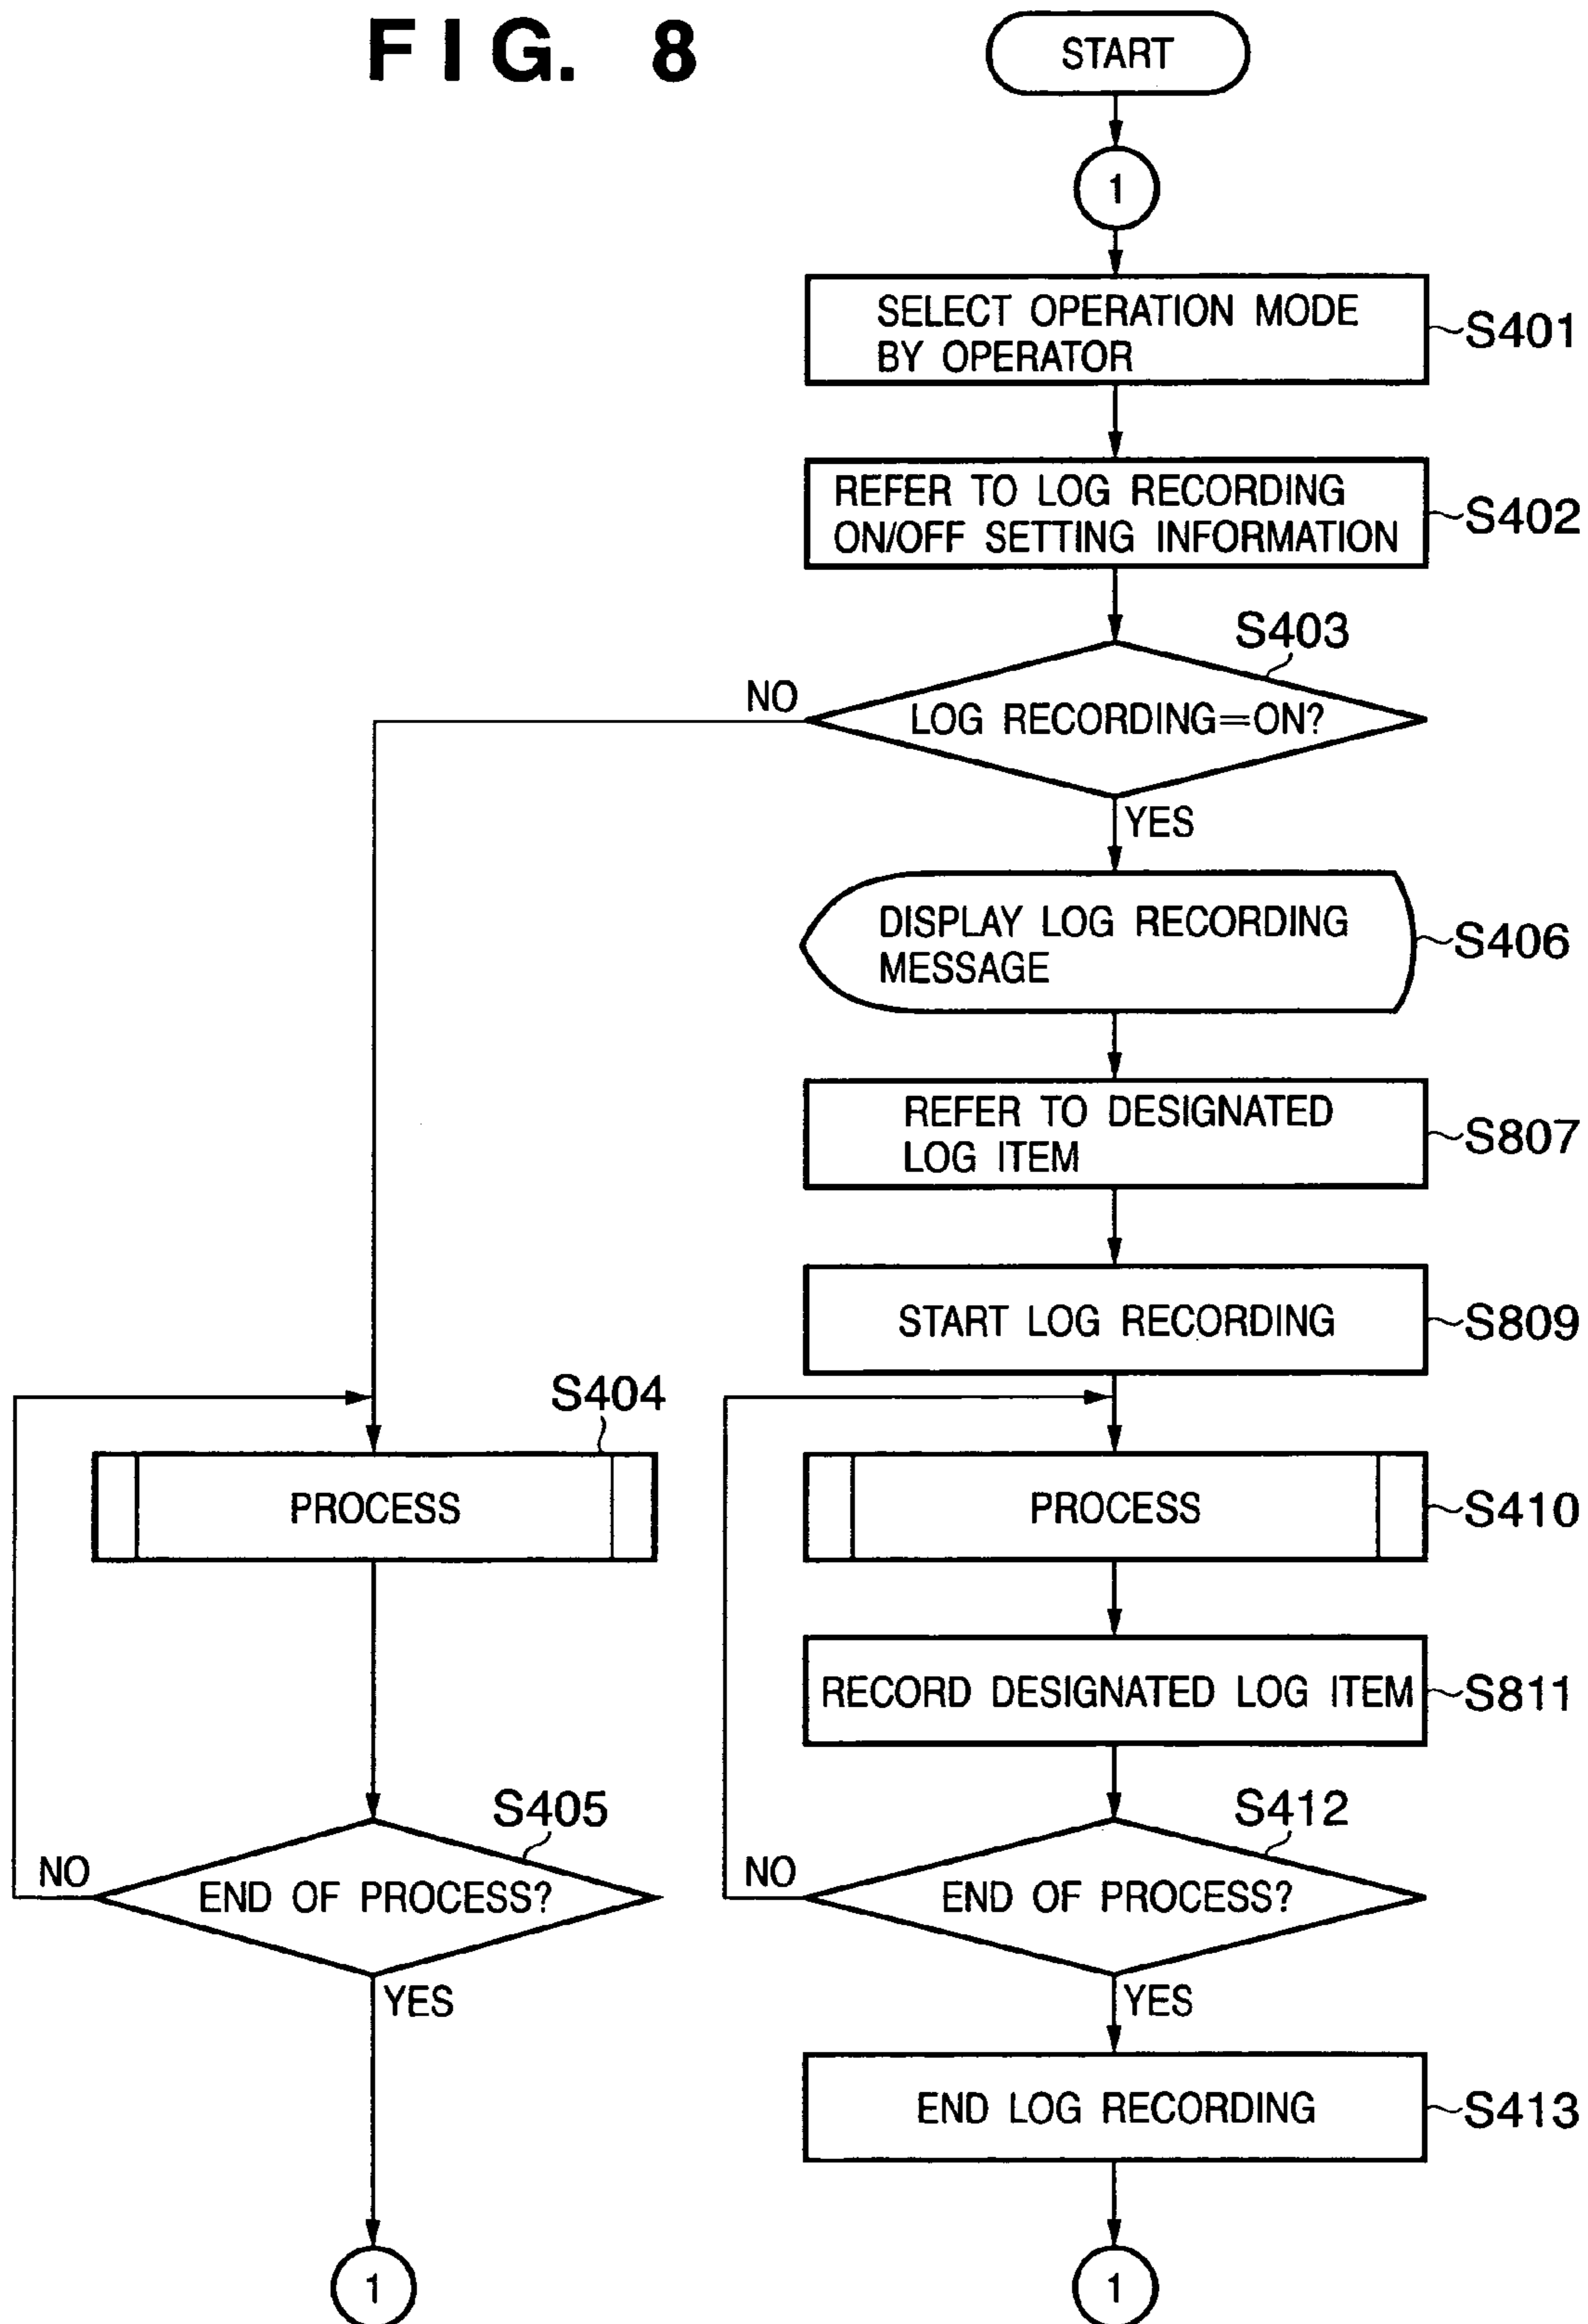 FIG. 8
START
1
SELECT OPERATION MODE
BY OPERATOR
S401
REFER TO LOG RECORDING
ON/OFF SETTING INFORMATION
S402
S403
NO
LOG RECORDING=ON?
YES
DISPLAY LOG RECORDING
MESSAGE
S406
REFER TO DESIGNATED
LOG ITEM
S807
START LOG RECORDING
S809
S404
PROCESS
PROCESS
S410
RECORD DESIGNATED LOG ITEM
S811
S405
NO
END OF PROCESS?
YES
S412
NO
END OF PROCESS?
YES
END LOG RECORDING
S413
1
1